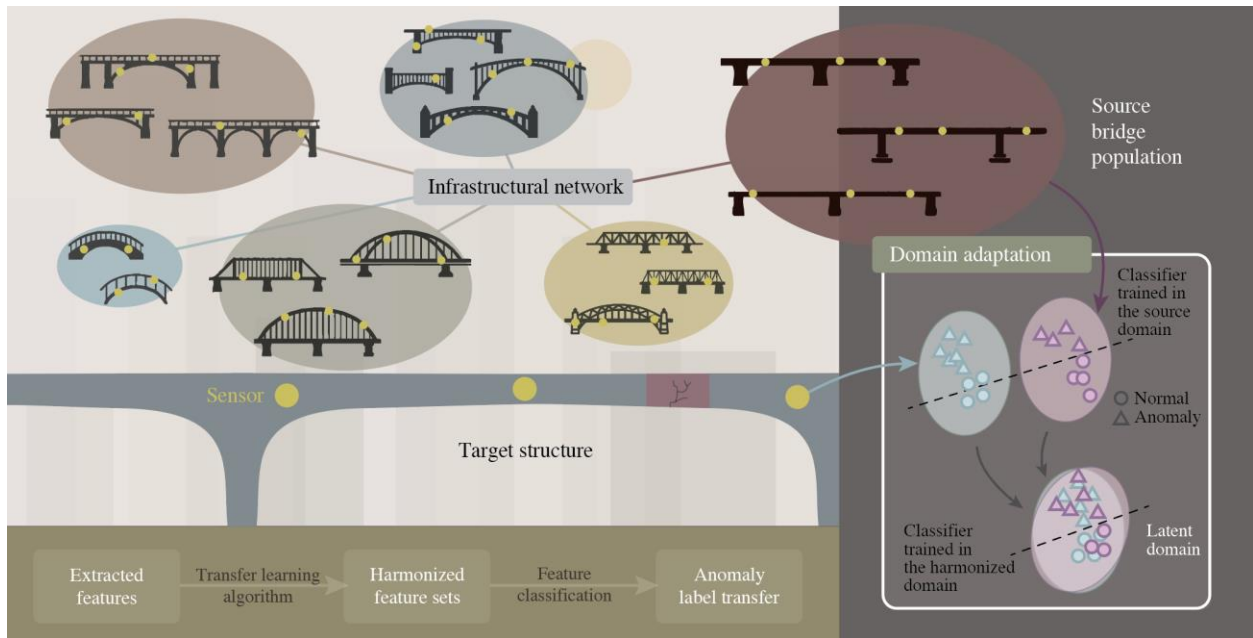 Infrastructural network
Source
bridge
population
Domain adaptation
Classifier
trained in
the source
domain
Normal
Anomaly
Sensor
Target structure
Classifier
trained in
the harmonized
domain
Latent
domain
Extracted
features
Transfer learning
algorithm
Harmonized
feature sets
Feature
classification
Anomaly
label transfer